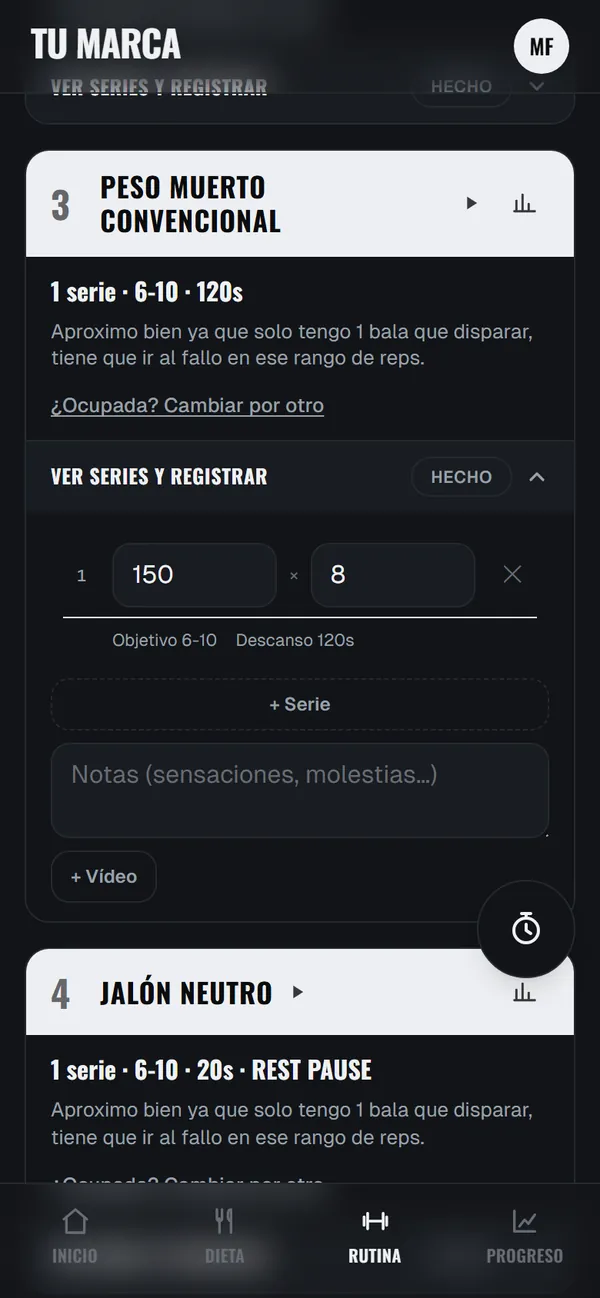 TU MARCA
MF
VER SERIES Y REGISTRAR
HECHO
3
PESO MUERTO
CONVENCIONAL
1 serie · 6-10 · 120s
Aproximo bien ya que solo tengo 1 bala que disparar,
tiene que ir al fallo en ese rango de reps.
¿Ocupada? Cambiar por otro
VER SERIES Y REGISTRAR
HECHO
1
150
×
8
Objetivo 6-10
Descanso 120s
+ Serie
Notas (sensaciones, molestias...)
+ Vídeo
4
JALÓN NEUTRO
1 serie · 6-10 · 20s · REST PAUSE
Aproximo bien ya que solo tengo 1 bala que disparar,
tiene que ir al fallo en ese rango de reps.
¿Ocupada? Cambiar por otro
INICIO
DIETA
RUTINA
PROGRESO